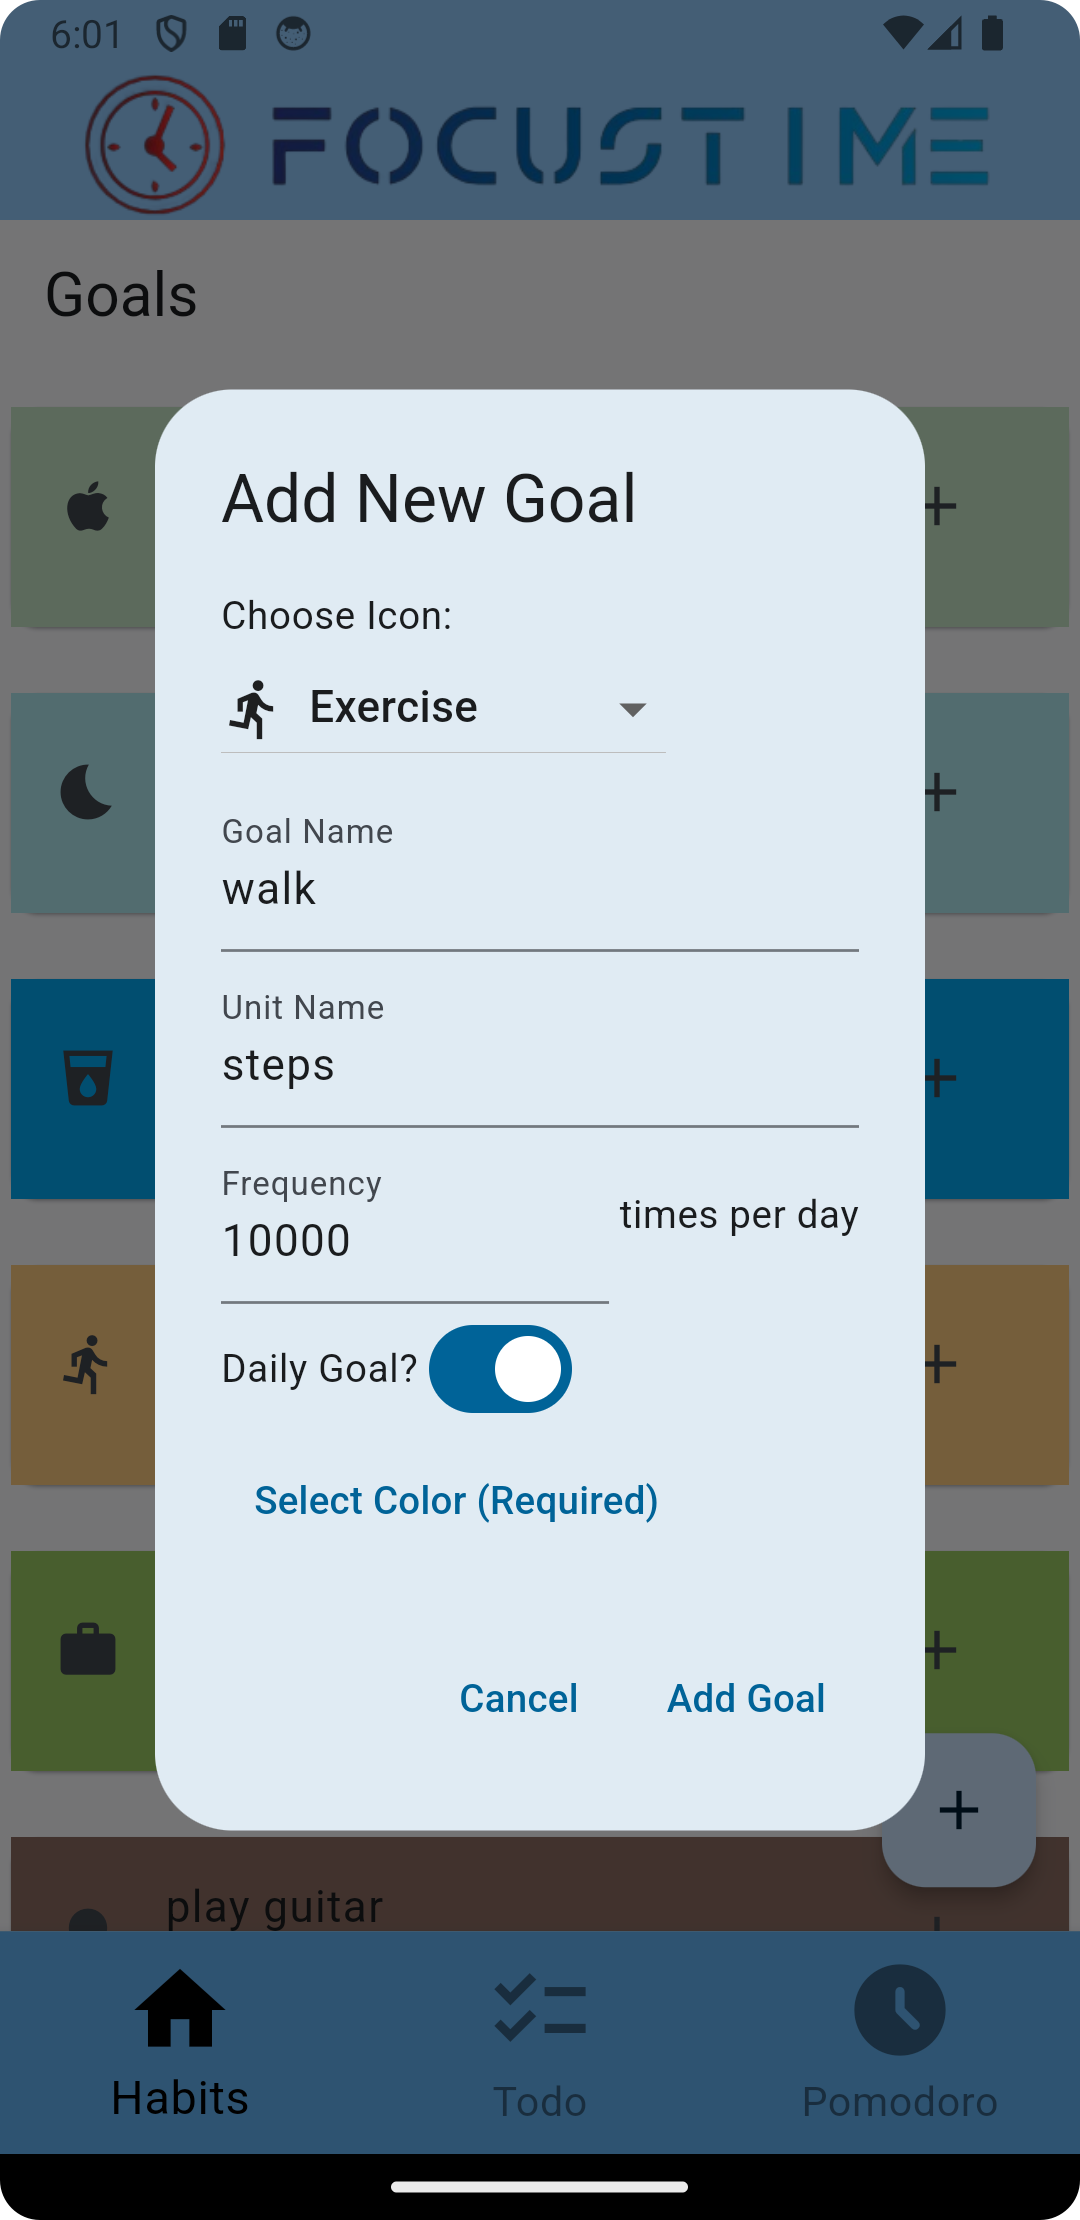 6:01
FOCUSTIME
Goals
Add New Goal
Choose Icon:
Exercise
Goal Name
walk
Unit Name
steps
Frequency
10000
times per day
Daily Goal?
Select Color (Required)
Cancel
Add Goal
play guitar
Habits
Todo
Pomodoro